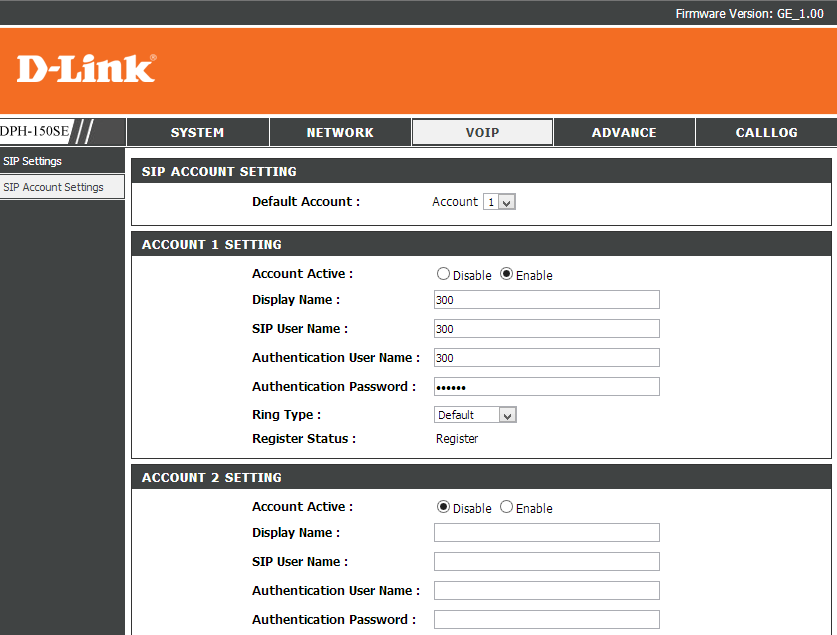 Firmware Version: GE_1.00
D-Link®
DPH-150SE SYSTEM NETWORK VOIP ADVANCE CALLLOG
SIP Settings
SIP Account Settings
SIP ACCOUNT SETTING
Default Account : Account 1
ACCOUNT 1 SETTING
Account Active : Disable Enable
Display Name : 300
SIP User Name : 300
Authentication User Name : 300
Authentication Password : ••••••
Ring Type : Default
Register Status : Register
ACCOUNT 2 SETTING
Account Active : Disable Enable
Display Name :
SIP User Name :
Authentication User Name :
Authentication Password :